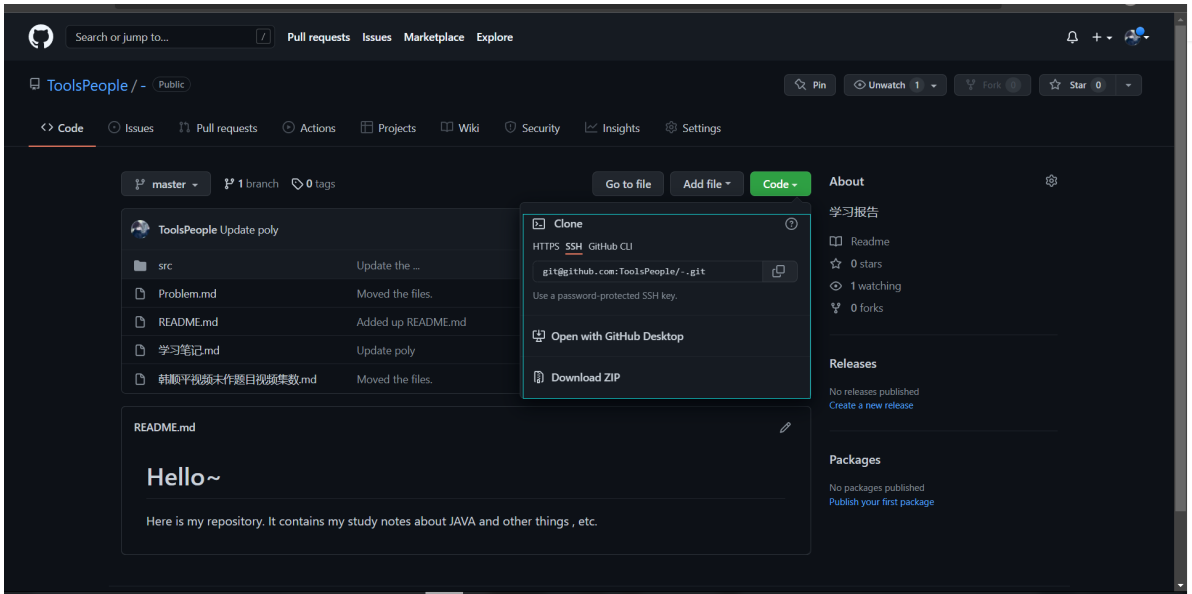 Search or jump to... /
Pull requests Issues Marketplace Explore
ToolsPeople / - Public
Pin Unwatch 1 Fork 0 Star 0
Code Issues Pull requests Actions Projects Wiki Security Insights Settings
master 1 branch 0 tags Go to file Add file Code
ToolsPeople Update poly
src Update the ...
Problem.md Moved the files.
README.md Added up README.md
学习笔记.md Update poly
韩顺平视频未作题目视频集数.md Moved the files.
Clone
HTTPS SSH GitHub CLI
git@github.com:ToolsPeople/-.git
Use a password-protected SSH key.
Open with GitHub Desktop
Download ZIP
README.md
Hello~
Here is my repository. It contains my study notes about JAVA and other things , etc.
About
学习报告
Readme
0 stars
1 watching
0 forks
Releases
No releases published
Create a new release
Packages
No packages published
Publish your first package